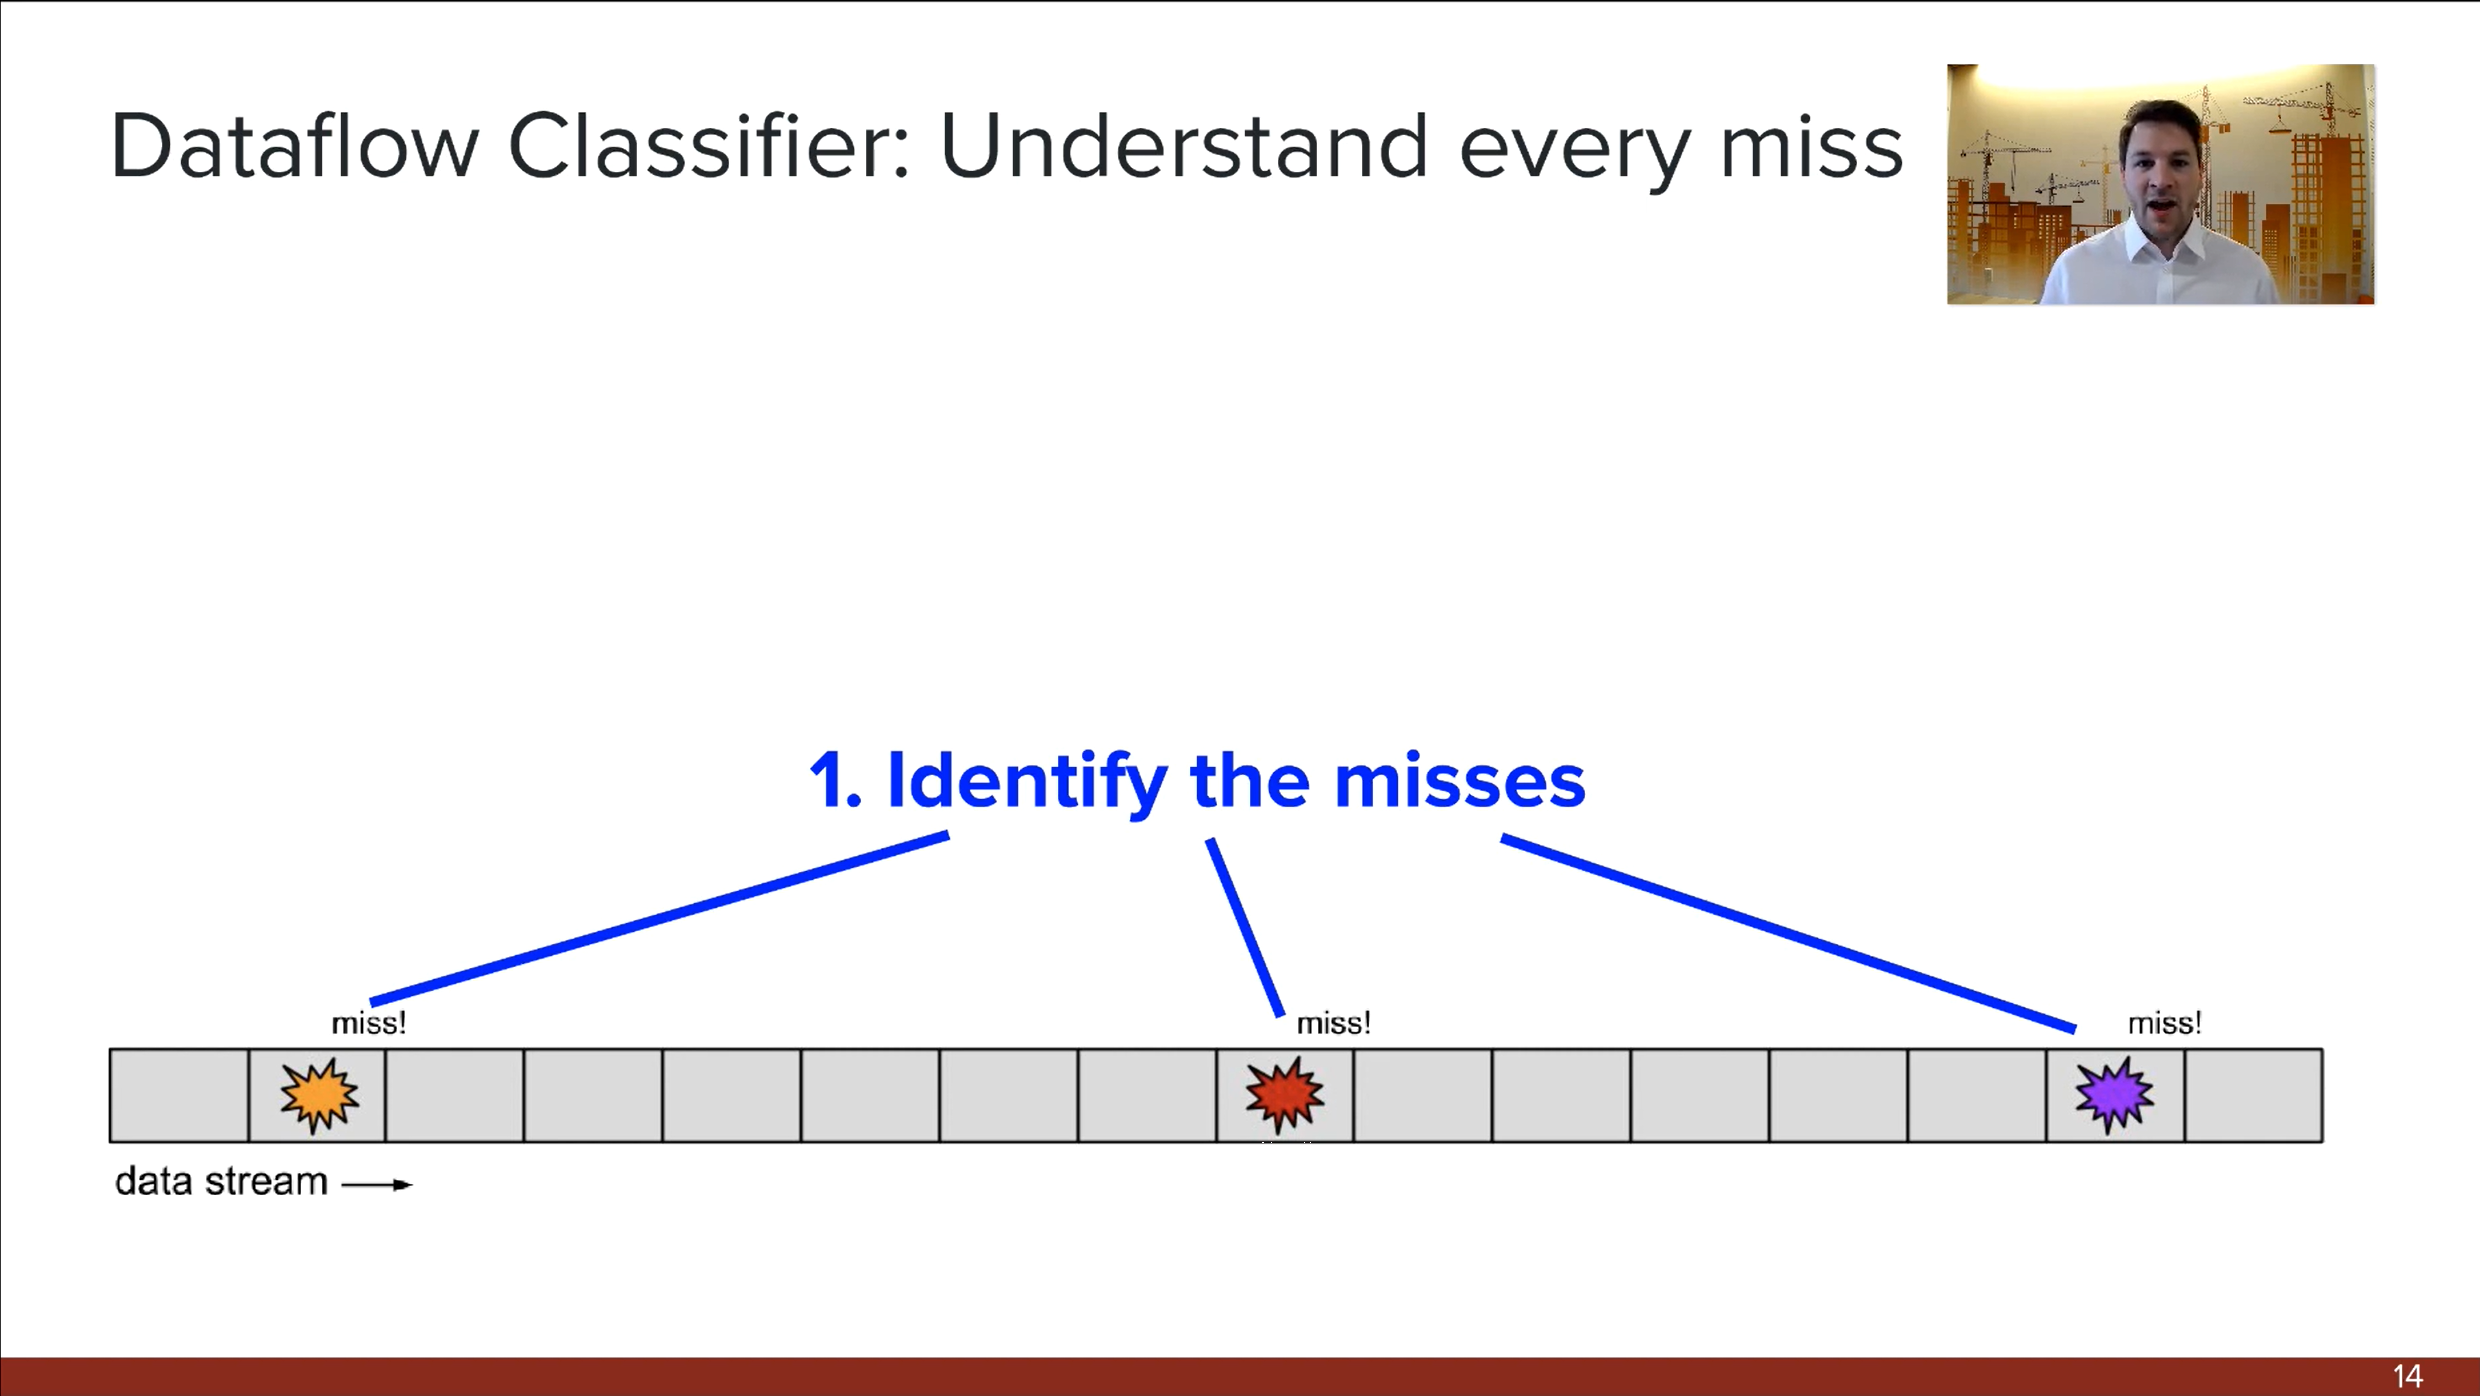 Dataflow Classifier: Understand every miss
1. Identify the misses
miss!
miss!
miss!
data stream
14